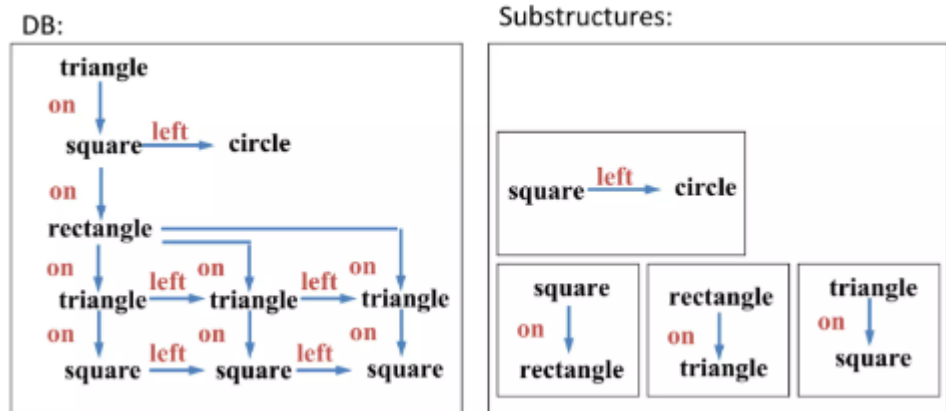 DB:
triangle
on
square left circle
on
rectangle
on on on
triangle left triangle left triangle
on on on
square left square left square
Substructures:
square left circle
square
on
rectangle
rectangle
on
triangle
triangle
on
square